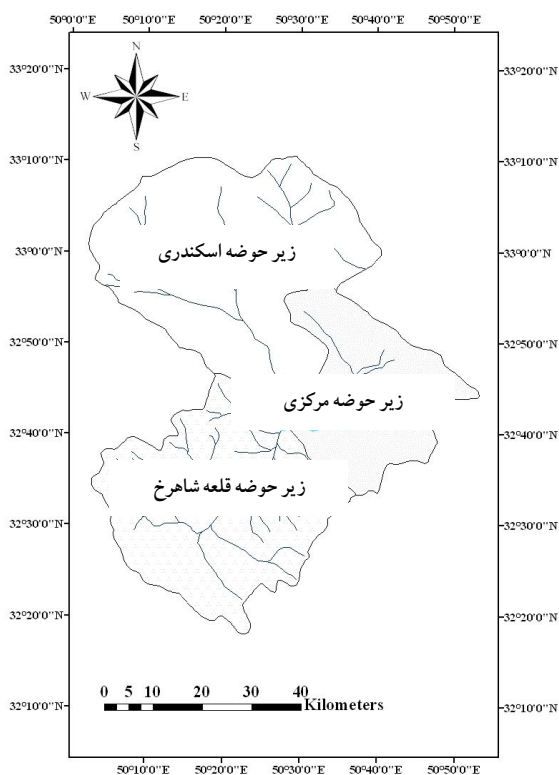 50°0'0"E 50°10'0"E 50°20'0"E 50°30'0"E 50°40'0"E 50°50'0"E
33°20'0"N 33°20'0"N
N
W E
S
33°10'0"N 33°10'0"N
زیر حوضه اسکندری
33°0'0"N 33°0'0"N
32°50'0"N 32°50'0"N
زیر حوضه مرکزی
32°40'0"N 32°40'0"N
زیر حوضه قلعه شاهرخ
32°30'0"N 32°30'0"N
32°20'0"N 32°20'0"N
0 5 10 20 30 40
Kilometers
32°10'0"N 32°10'0"N
50°10'0"E 50°20'0"E 50°30'0"E 50°40'0"E 50°50'0"E